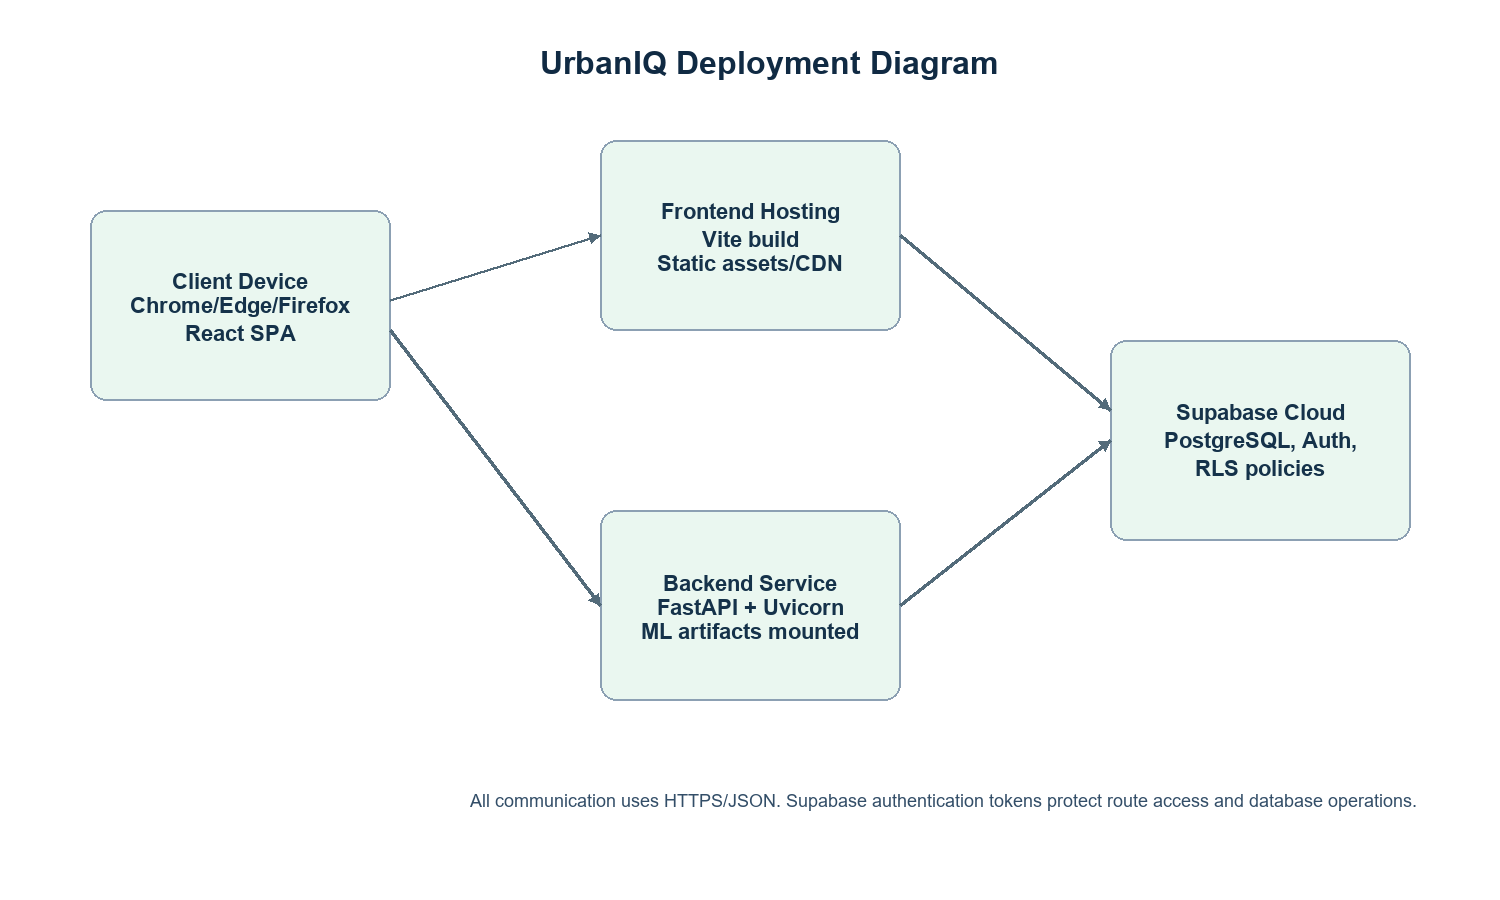 UrbanIQ Deployment Diagram
Client Device
Chrome/Edge/Firefox
React SPA
Frontend Hosting
Vite build
Static assets/CDN
Backend Service
FastAPI + Uvicorn
ML artifacts mounted
Supabase Cloud
PostgreSQL, Auth,
RLS policies
All communication uses HTTPS/JSON. Supabase authentication tokens protect route access and database operations.